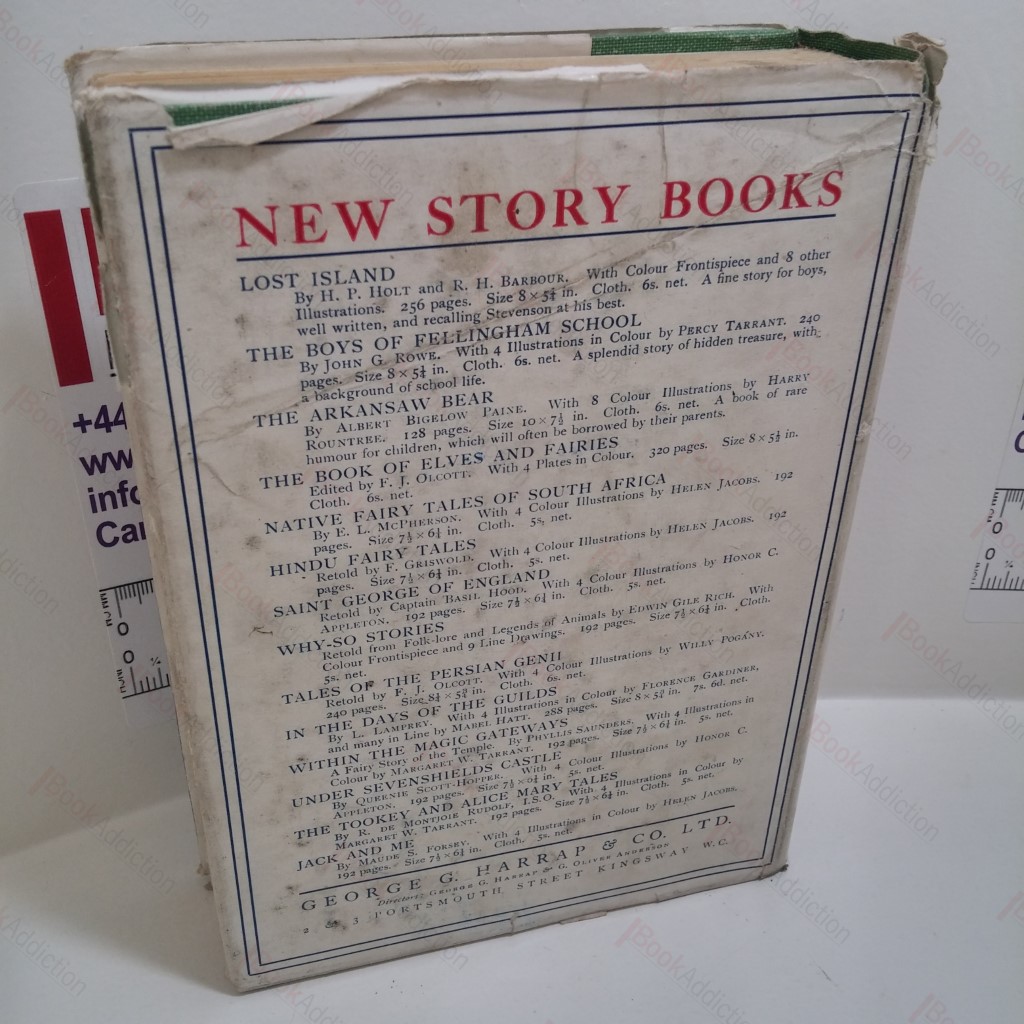 NEW STORY BOOKS
LOST ISLAND
By H. P. HOLT and R. H. BARBOUR. With Colour Frontispiece and 8 other
Illustrations. 256 pages. Size 8 × 5¼ in. Cloth. 6s. net. A fine story for boys,
well written, and recalling Stevenson at his best.
THE BOYS OF FELLINGHAM SCHOOL
By JOHN G. ROWE. With 4 Illustrations in Colour by PERCY TARRANT. 240
pages. Size 8 × 5¼ in. Cloth. 6s. net. A splendid story of hidden treasure, with
a background of school life.
THE ARKANSAW BEAR
By ALBERT BIGELOW PAINE. With 8 Colour Illustrations by HARRY
ROUNTREE. 128 pages. Size 10 × 7½ in. Cloth. 6s. net. A book of rare
humour for children, which will often be borrowed by their parents.
THE BOOK OF ELVES AND FAIRIES
Edited by F. J. OLCOTT. With 4 Plates in Colour. 320 pages. Size 8 × 5½ in.
Cloth. 6s. net.
NATIVE FAIRY TALES OF SOUTH AFRICA
By E. L. MCPHERSON. With 4 Colour Illustrations by HELEN JACOBS. 192
pages. Size 7½ × 6¼ in. Cloth. 5s. net.
HINDU FAIRY TALES
Retold by F. GRISWOLD. With 4 Colour Illustrations by HELEN JACOBS. 192
pages. Size 7½ × 6¼ in. Cloth. 5s. net.
SAINT GEORGE OF ENGLAND
Retold by Captain BASIL HOOD. With 4 Colour Illustrations by HONOR C.
APPLETON. 192 pages. Size 7½ × 6¼ in. Cloth. 5s. net.
WHY-SO STORIES
Retold from Folk-lore and Legends of Animals by EDWIN GILE RICH. With
Colour Frontispiece and 9 Line Drawings. 192 pages. Size 7½ × 6¼ in. Cloth.
5s. net.
TALES OF THE PERSIAN GENII
Retold by F. J. OLCOTT. With 4 Colour Illustrations by WILLY POGÁNY.
240 pages. Size in. Cloth. 6s. net.
IN THE DAYS OF THE GUILDS
By L. LAMPREY. With 4 Illustrations in Colour by FLORENCE GARDINER,
and many in Line by MABEL HATT. 288 pages. Size in. 7s. 6d. net.
WITHIN THE MAGIC GATEWAYS
A Fairy Story of the Temple. By PHYLLIS SAUNDERS. With 4 Illustrations in
Colour by MARGARET W. TARRANT. 192 pages. Size 7½ × 6¼ in. 5s. net.
UNDER SEVENSHIELDS CASTLE
By QUERNIE SCOTT-HOPPER. With 4 Colour Illustrations by HONOR C.
APPLETON. 192 pages. Size 7½ × 6¼ in. 5s. net.
THE TOOKEY AND ALICE MARY TALES
By R. DE MONTJOIE RUDOLF, I.S.O. With 4 Illustrations in Colour by
MARGARET W. TARRANT. 192 pages. Size 7½ × 6¼ in. 5s. net.
JACK AND ME
By MAUDE S. FORSEY. With 4 Illustrations in Colour by HELEN JACOBS.
192 pages. Size 7½ × 6¼ in. Cloth. 5s. net.
GEORGE G. HARRAP & CO. LTD.
Directors: GEORGE G. HARRAP & G. OLIVER ANDERSON
2 & 3 PORTSMOUTH STREET KINGSWAY W.C.
+44
ww
info
Car
MM CM
0
0
¼
BookAddiction